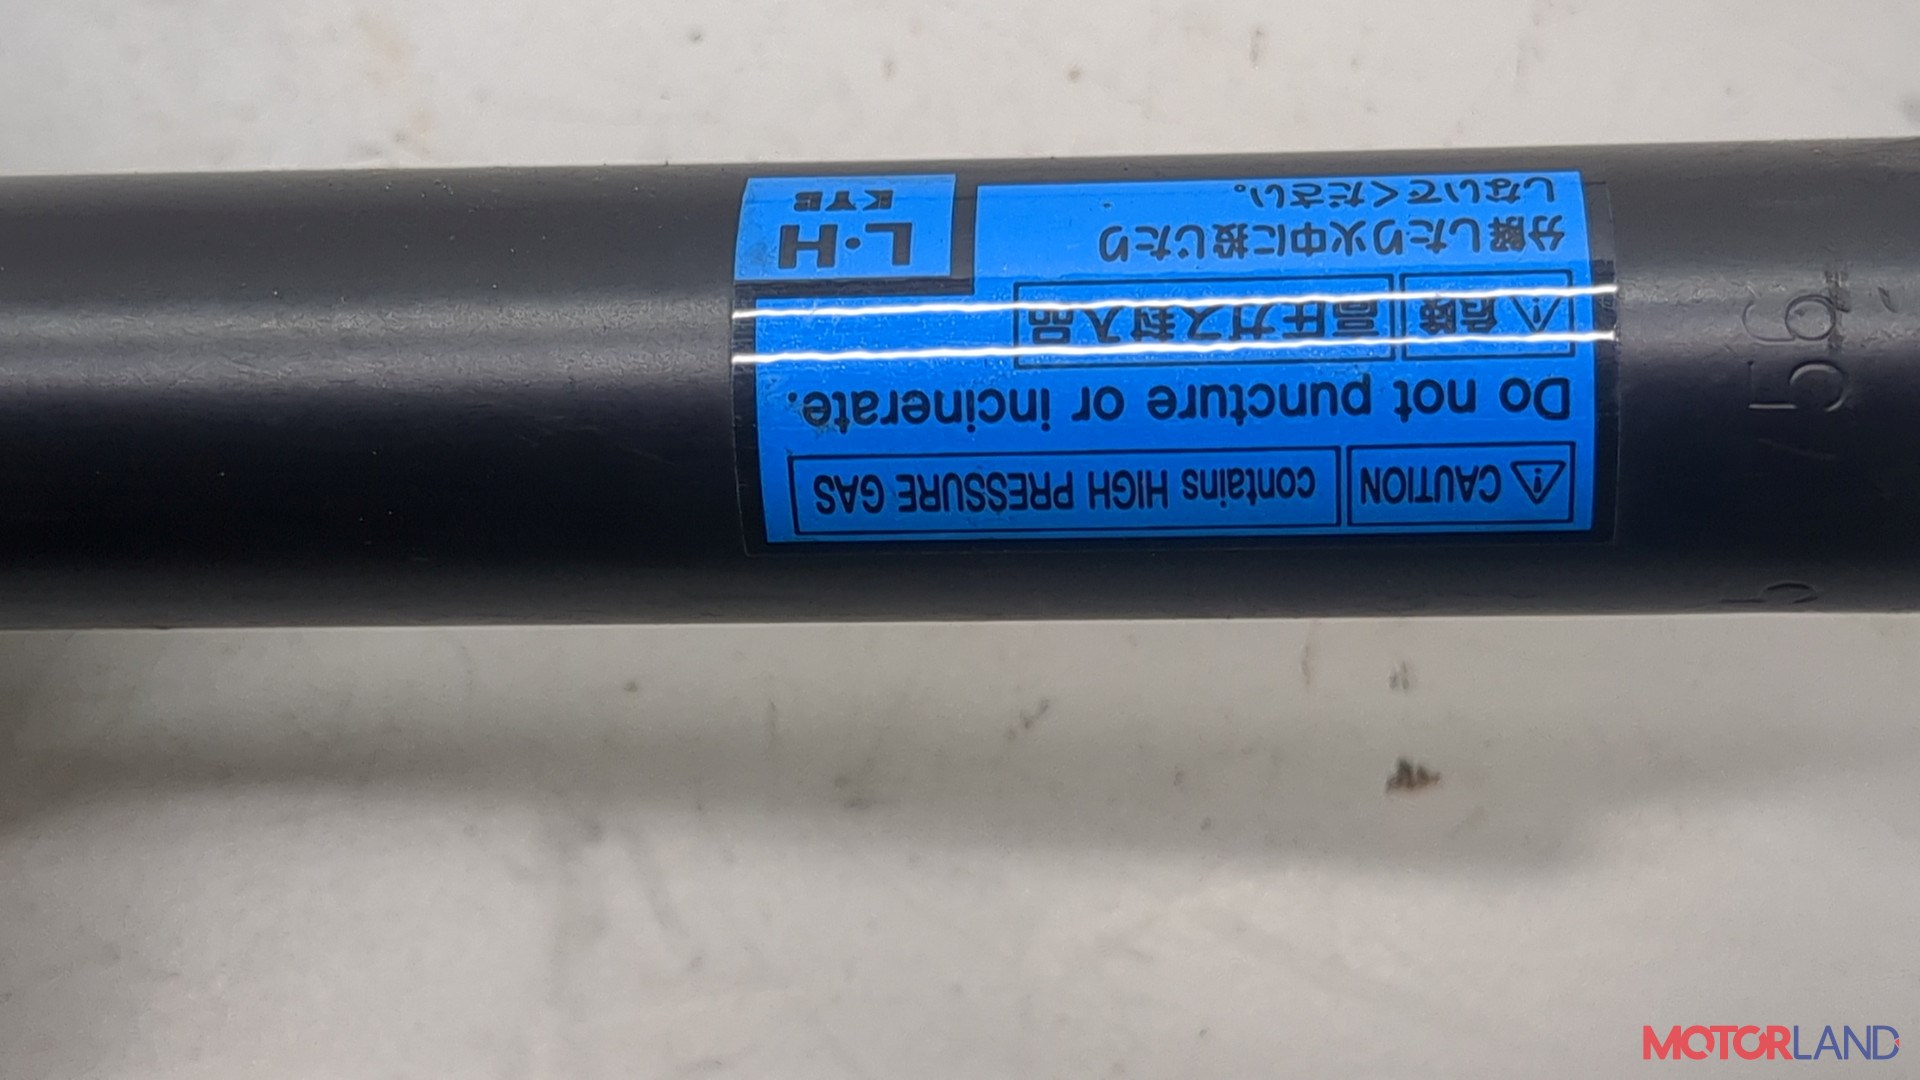 ⚠ CAUTION contains HIGH PRESSURE GAS
Do not puncture or incinerate.
⚠ 危険 高圧ガス封入品
分解したり火中に投じたり
しないでください。
L·H
KYB
56
MOTORLAND